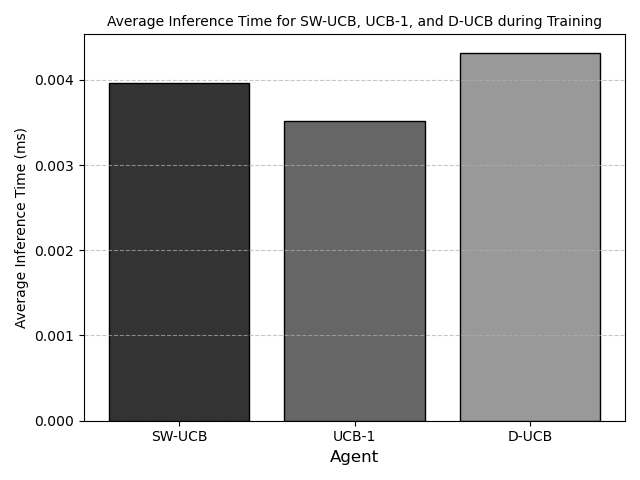 Average Inference Time for SW-UCB, UCB-1, and D-UCB during Training
Average Inference Time (ms)
0.004
0.003
0.002
0.001
0.000
SW-UCB
UCB-1
D-UCB
Agent